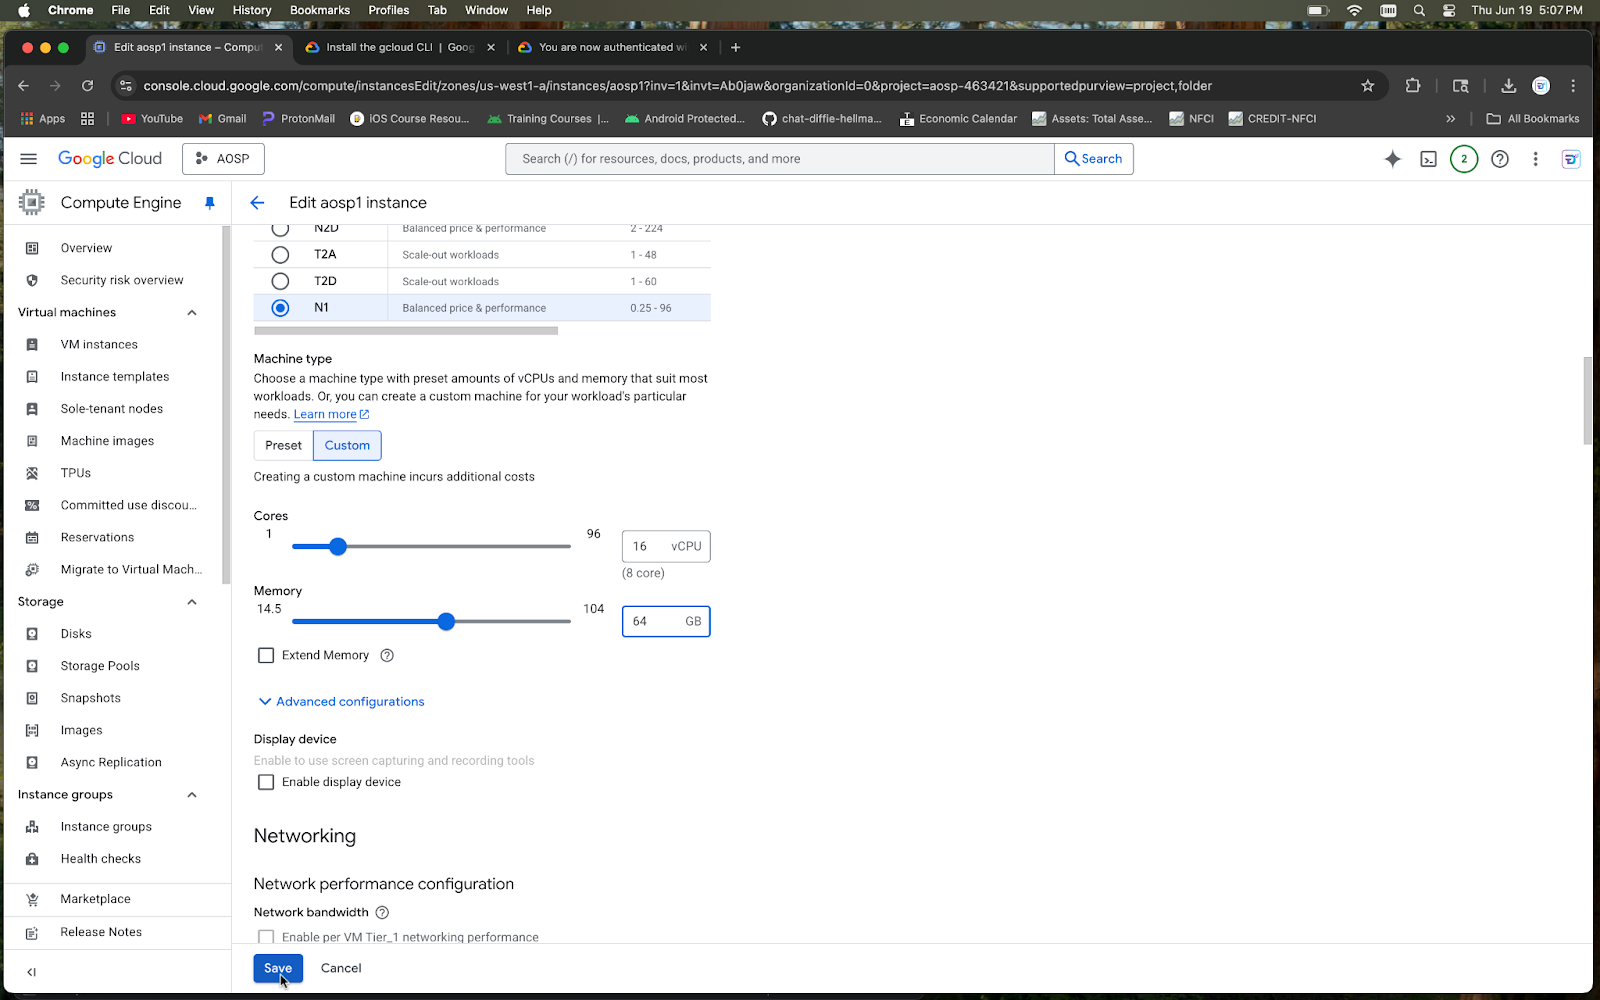 Chrome File Edit View History Bookmarks Profiles Tab Window Help Thu Jun 19 5:07 PM
Edit aosp1 instance – Comput Install the gcloud CLI | Goog You are now authenticated wi
console.cloud.google.com/compute/instancesEdit/zones/us-west1-a/instances/aosp1?inv=1&invt=Ab0jaw&organizationId=0&project=aosp-463421&supportedpurview=project,folder
Apps YouTube Gmail ProtonMail iOS Course Resou... Training Courses |... Android Protected... chat-diffie-hellma... Economic Calendar Assets: Total Asse... NFCI CREDIT-NFCI » All Bookmarks
Google Cloud AOSP Search (/) for resources, docs, products, and more Search 2
Compute Engine
Overview
Security risk overview
Virtual machines
VM instances
Instance templates
Sole-tenant nodes
Machine images
TPUs
Committed use discou...
Reservations
Migrate to Virtual Mach...
Storage
Disks
Storage Pools
Snapshots
Images
Async Replication
Instance groups
Instance groups
Health checks
Marketplace
Release Notes
Edit aosp1 instance
N2D Balanced price & performance 2 - 224
T2A Scale-out workloads 1 - 48
T2D Scale-out workloads 1 - 60
N1 Balanced price & performance 0.25 - 96
Machine type
Choose a machine type with preset amounts of vCPUs and memory that suit most
workloads. Or, you can create a custom machine for your workload's particular
needs. Learn more
Preset Custom
Creating a custom machine incurs additional costs
Cores
1 96 16 vCPU
(8 core)
Memory
14.5 104 64 GB
Extend Memory
Advanced configurations
Display device
Enable to use screen capturing and recording tools
Enable display device
Networking
Network performance configuration
Network bandwidth
Enable per VM Tier_1 networking performance
Save Cancel